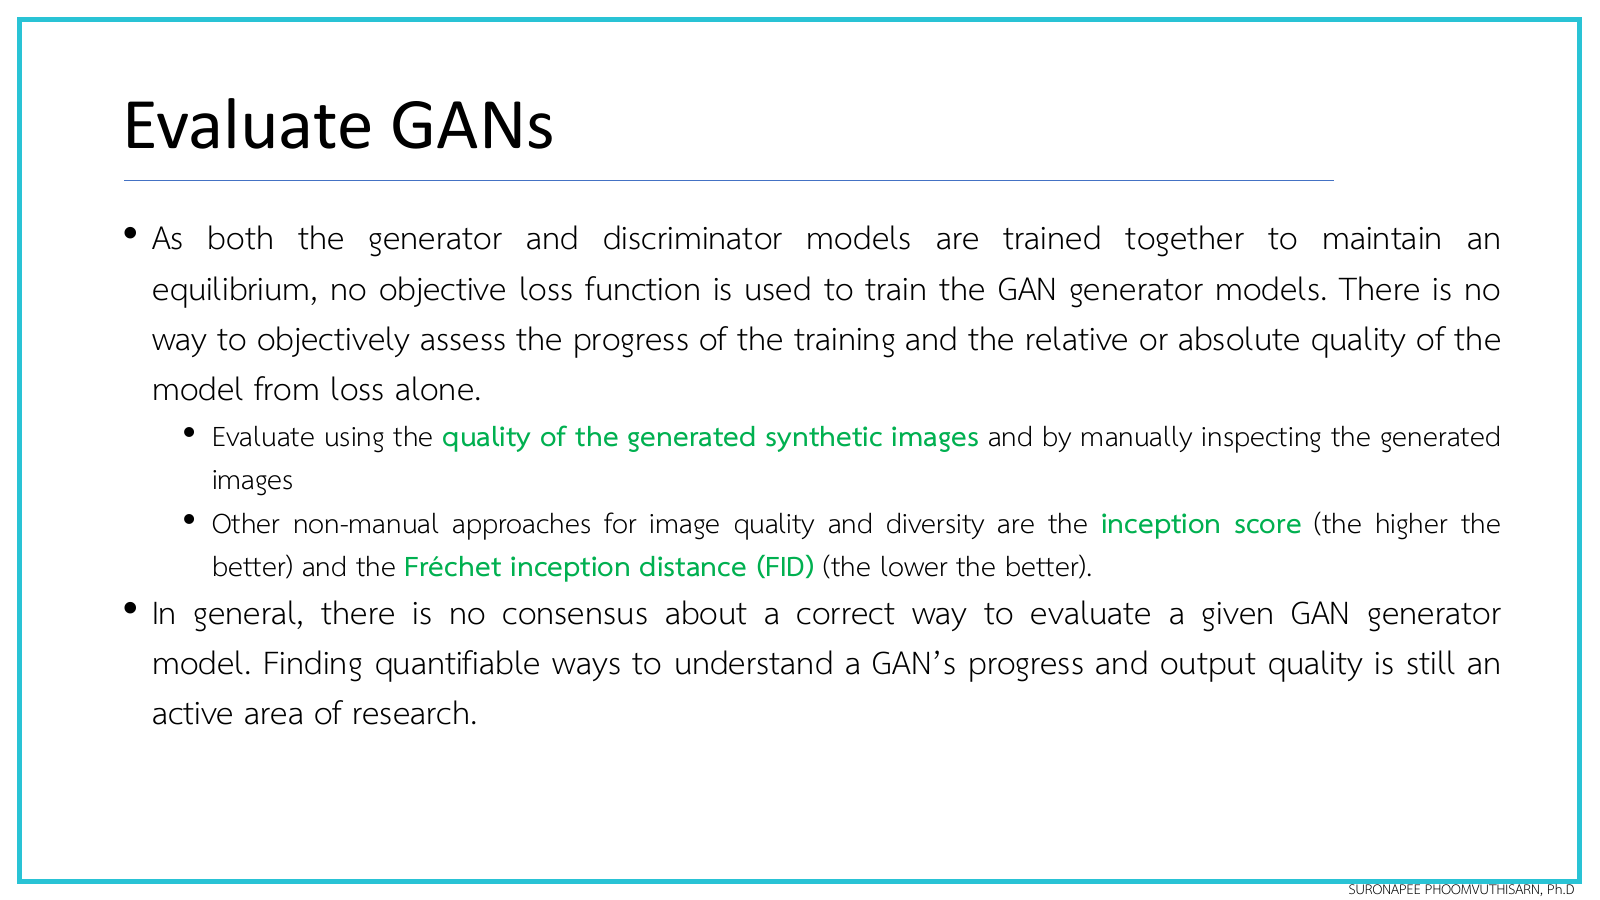 Evaluate GANs
• As both the generator and discriminator models are trained together to maintain an
equilibrium, no objective loss function is used to train the GAN generator models. There is no
way to objectively assess the progress of the training and the relative or absolute quality of the
model from loss alone.
• Evaluate using the quality of the generated synthetic images and by manually inspecting the generated
images
• Other non-manual approaches for image quality and diversity are the inception score (the higher the
better) and the Fréchet inception distance (FID) (the lower the better).
• In general, there is no consensus about a correct way to evaluate a given GAN generator
model. Finding quantifiable ways to understand a GAN’s progress and output quality is still an
active area of research.
SURONAPEE PHOOMVUTHISARN, Ph.D